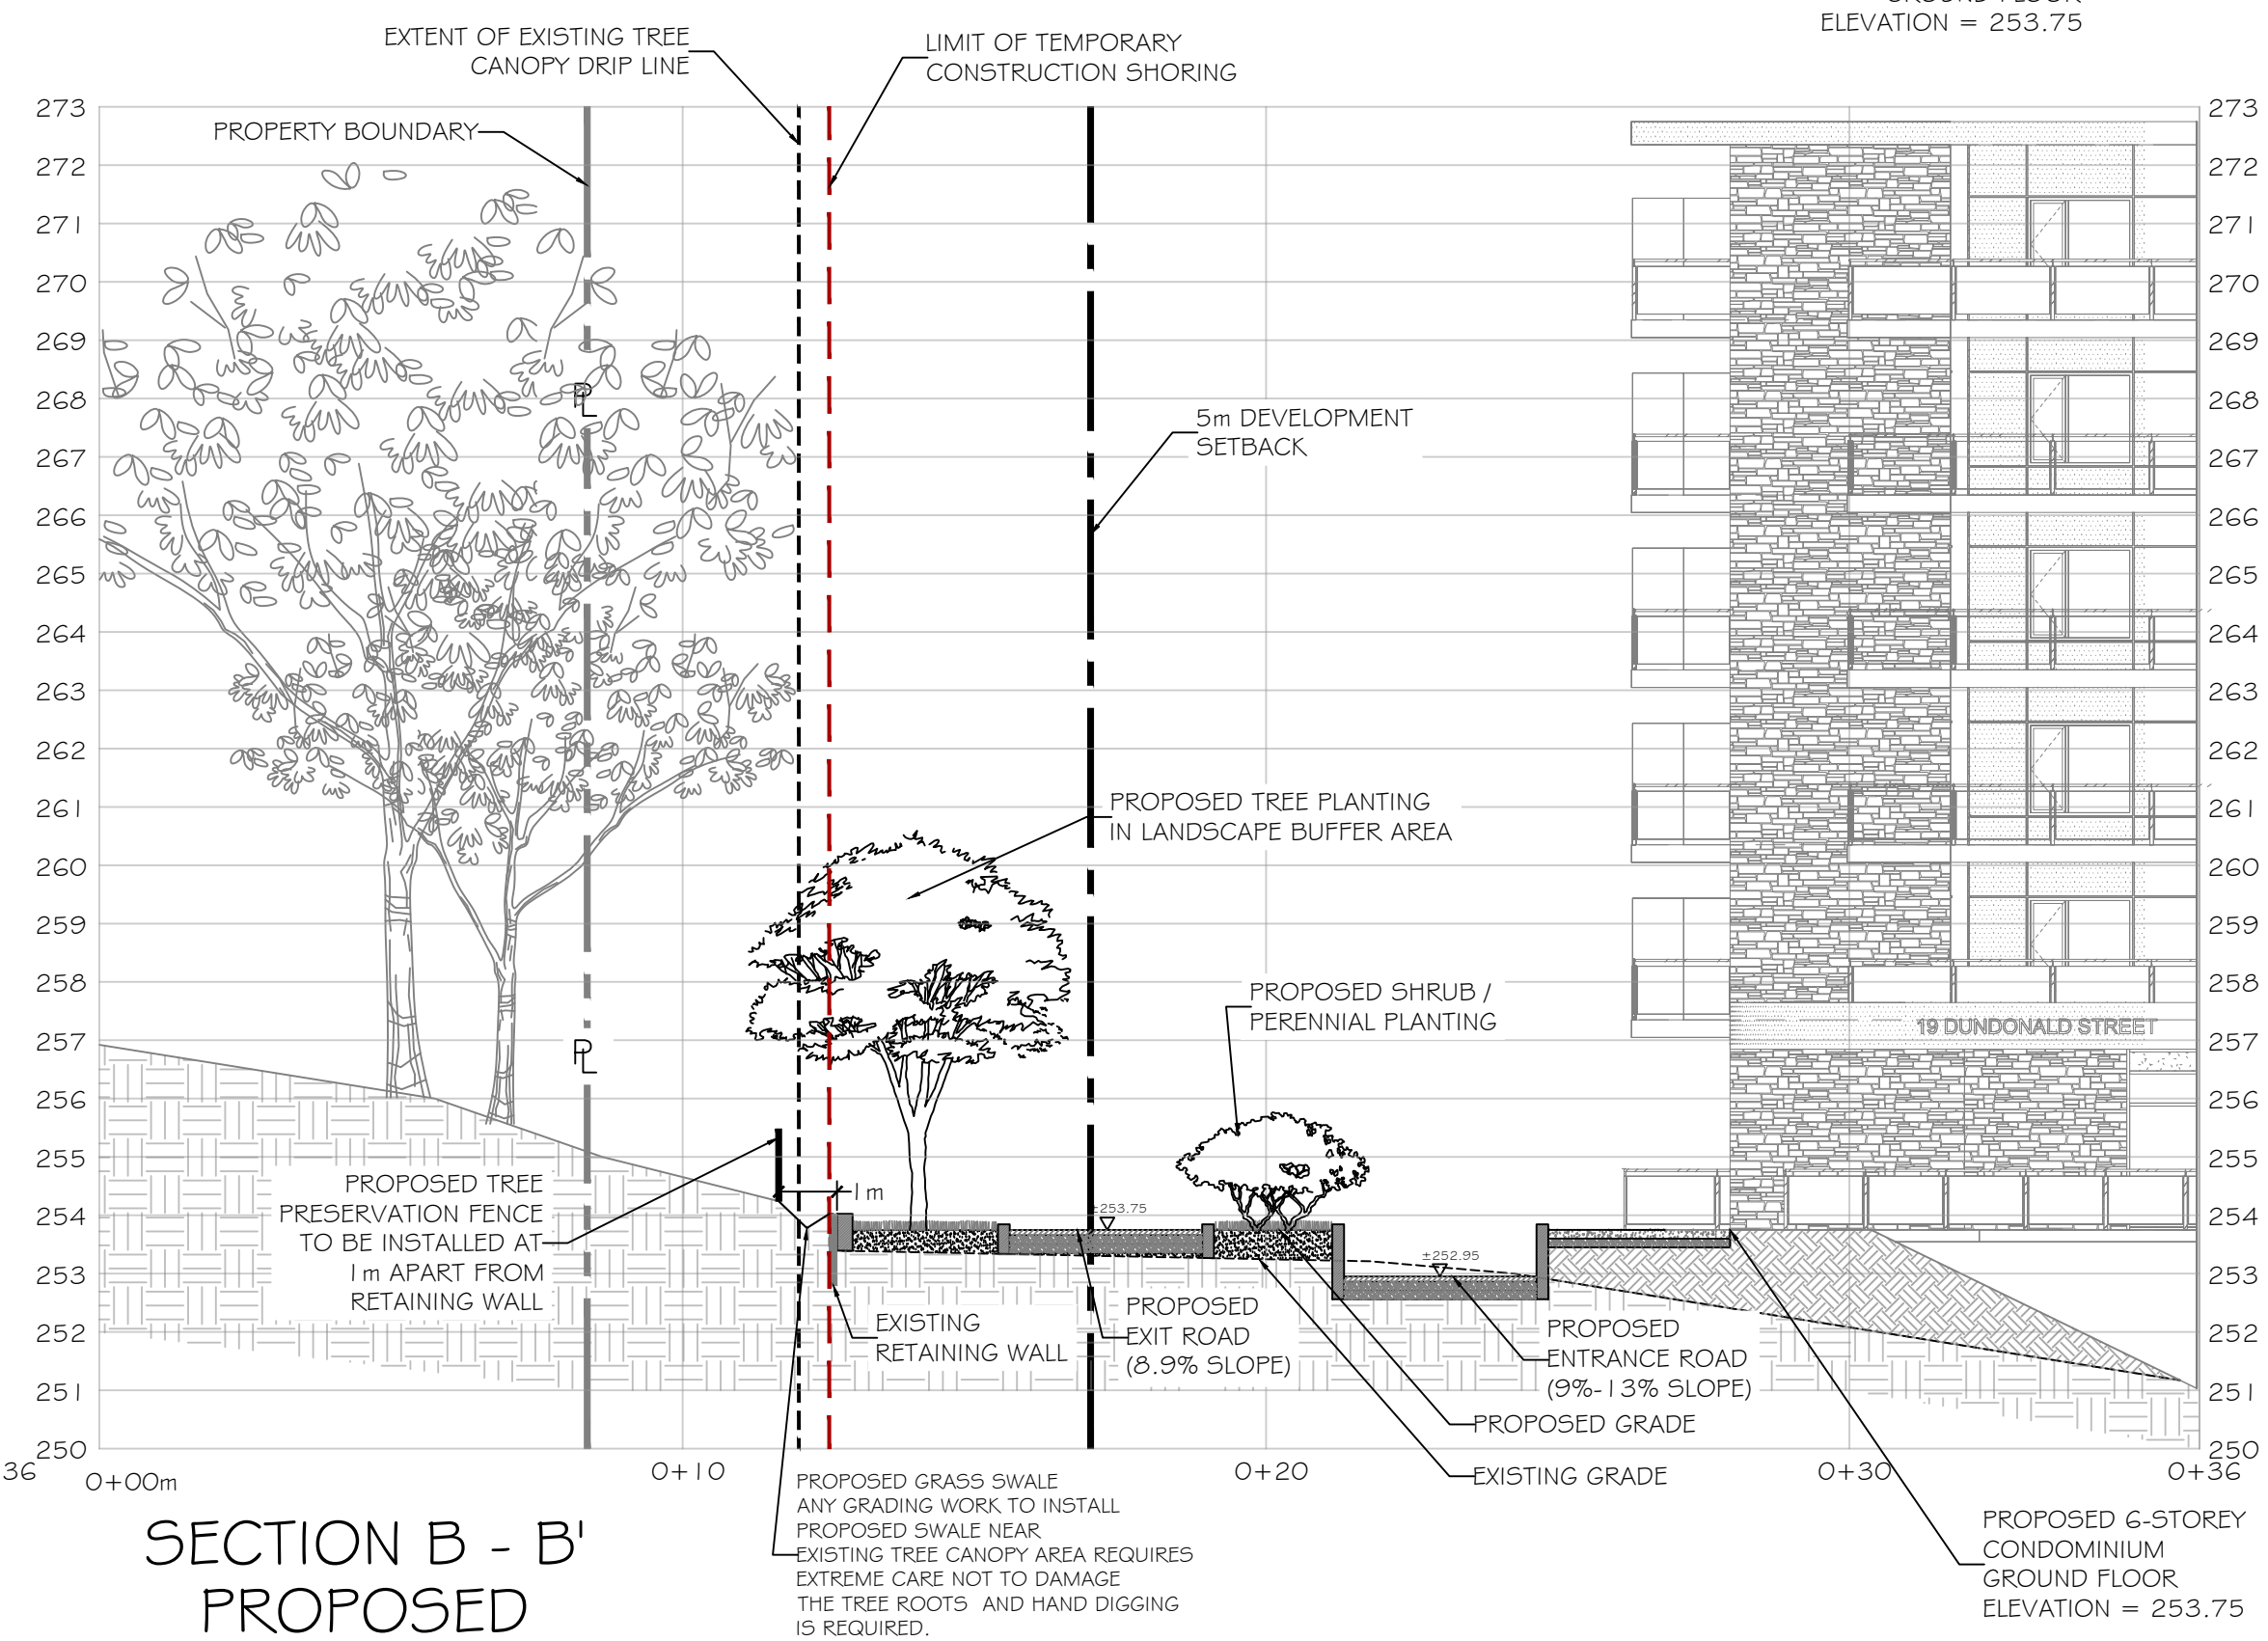 ELEVATION = 253.75
EXTENT OF EXISTING TREE
CANOPY DRIP LINE
LIMIT OF TEMPORARY
CONSTRUCTION SHORING
PROPERTY BOUNDARY
5m DEVELOPMENT
SETBACK
PROPOSED TREE PLANTING
IN LANDSCAPE BUFFER AREA
PROPOSED SHRUB /
PERENNIAL PLANTING
19 DUNDONALD STREET
PL
PL
273
272
271
270
269
268
267
266
265
264
263
262
261
260
259
258
257
256
255
254
253
252
251
250
273
272
271
270
269
268
267
266
265
264
263
262
261
260
259
258
257
256
255
254
253
252
251
250
PROPOSED TREE
PRESERVATION FENCE
TO BE INSTALLED AT
1m APART FROM
RETAINING WALL
1m
±253.75
±252.95
EXISTING
RETAINING WALL
PROPOSED
EXIT ROAD
(8.9% SLOPE)
PROPOSED
ENTRANCE ROAD
(9%-13% SLOPE)
PROPOSED GRADE
EXISTING GRADE
36
0+00m
0+10
0+20
0+30
0+36
PROPOSED GRASS SWALE
ANY GRADING WORK TO INSTALL
PROPOSED SWALE NEAR
EXISTING TREE CANOPY AREA REQUIRES
EXTREME CARE NOT TO DAMAGE
THE TREE ROOTS AND HAND DIGGING
IS REQUIRED.
PROPOSED 6-STOREY
CONDOMINIUM
GROUND FLOOR
ELEVATION = 253.75
SECTION B - B'
PROPOSED